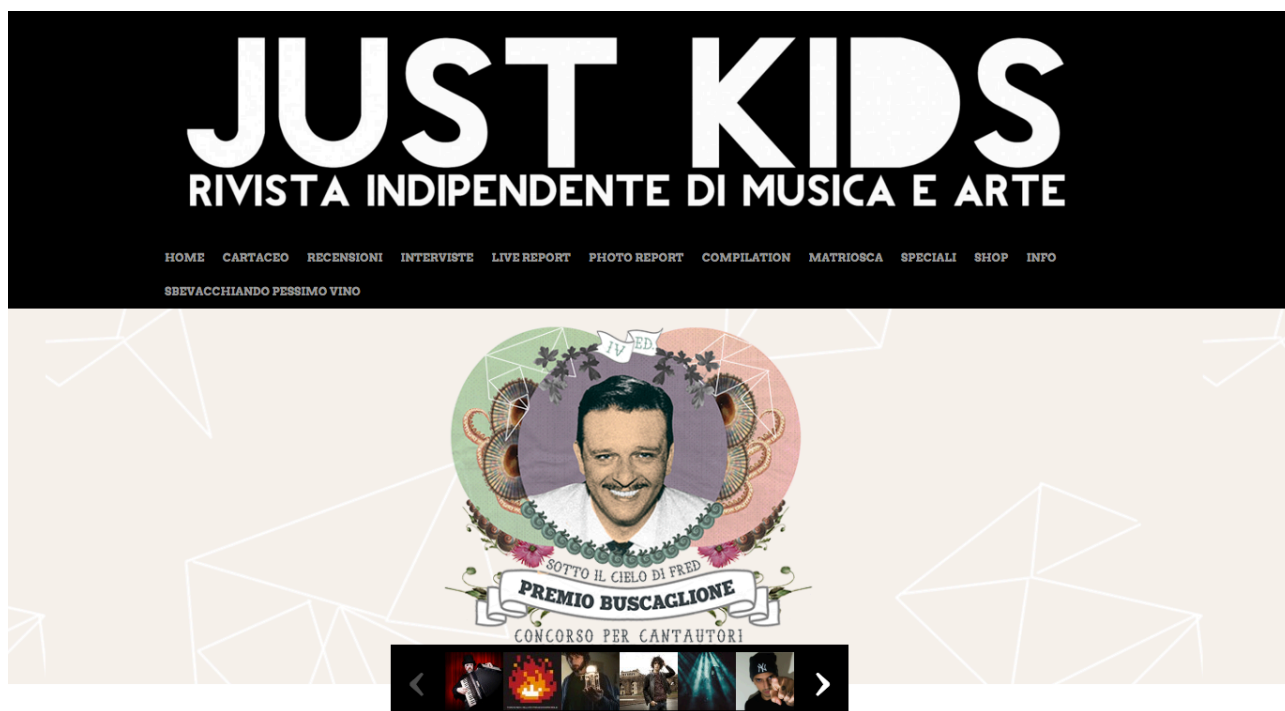 JUST KIDS
RIVISTA INDIPENDENTE DI MUSICA E ARTE
HOME CARTACEO RECENSIONI INTERVISTE LIVE REPORT PHOTO REPORT COMPILATION MATRIOSCA SPECIALI SHOP INFO
SBEVACCHIANDO PESSIMO VINO
IV ED.
SOTTO IL CIELO DI FRED
PREMIO BUSCAGLIONE
CONCORSO PER CANTAUTORI